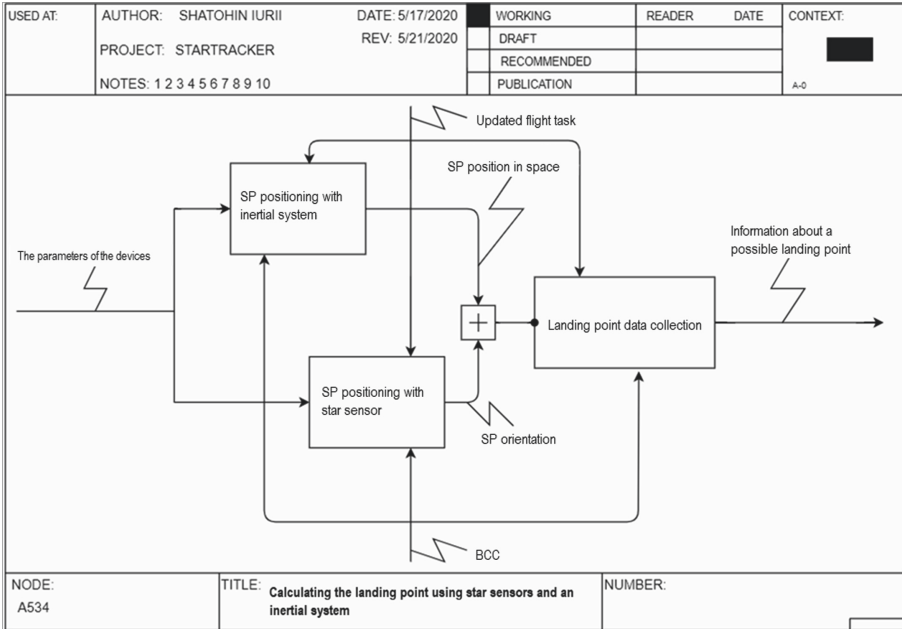 USED AT:
AUTHOR: SHATOHIN IURII
DATE: 5/17/2020
REV: 5/21/2020
PROJECT: STARTRACKER
NOTES: 1 2 3 4 5 6 7 8 9 10
WORKING
DRAFT
RECOMMENDED
PUBLICATION
READER DATE
CONTEXT:
A-0
Updated flight task
SP position in space
SP positioning with
inertial system
Information about a
possible landing point
The parameters of the devices
+
Landing point data collection
SP positioning with
star sensor
SP orientation
BCC
NODE:
A534
TITLE:
Calculating the landing point using star sensors and an
inertial system
NUMBER: